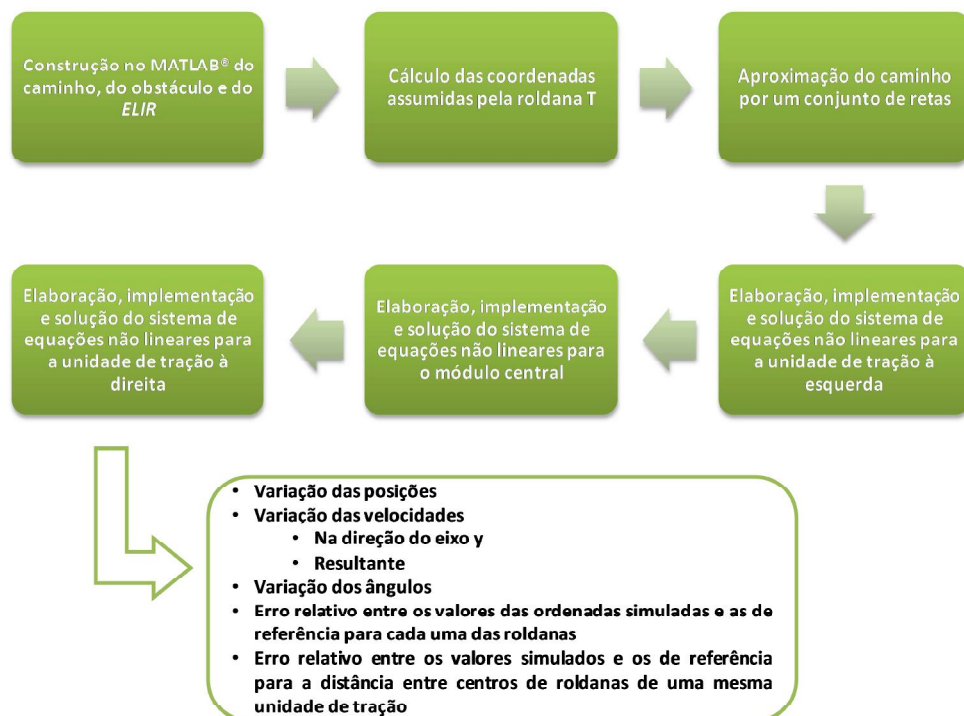 Construção no MATLAB® do
caminho, do obstáculo e do
ELIR
Cálculo das coordenadas
assumidas pela roldana T
Aproximação do caminho
por um conjunto de retas
Elaboração, implementação
e solução do sistema de
equações não lineares para
a unidade de tração à
esquerda
Elaboração, implementação
e solução do sistema de
equações não lineares para
o módulo central
Elaboração, implementação
e solução do sistema de
equações não lineares para
a unidade de tração à
direita
• Variação das posições
• Variação das velocidades
• Na direção do eixo y
• Resultante
• Variação dos ângulos
• Erro relativo entre os valores das ordenadas simuladas e as de
referência para cada uma das roldanas
• Erro relativo entre os valores simulados e os de referência
para a distância entre centros de roldanas de uma mesma
unidade de tração